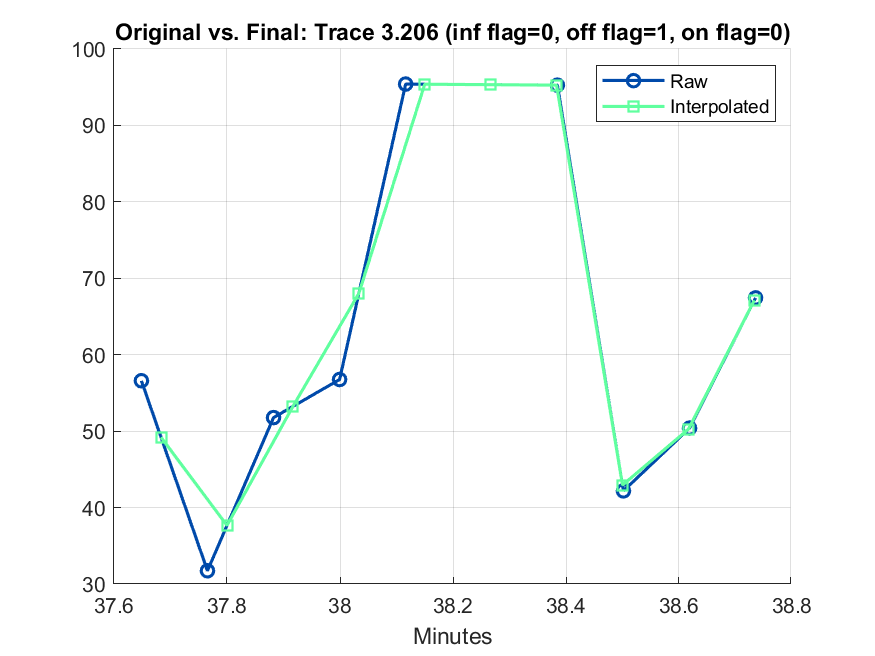 Original vs. Final: Trace 3.206 (inf flag=0, off flag=1, on flag=0)
100
90
80
70
60
50
40
30
Raw
Interpolated
37.6 37.8 38 38.2 38.4 38.6 38.8
Minutes